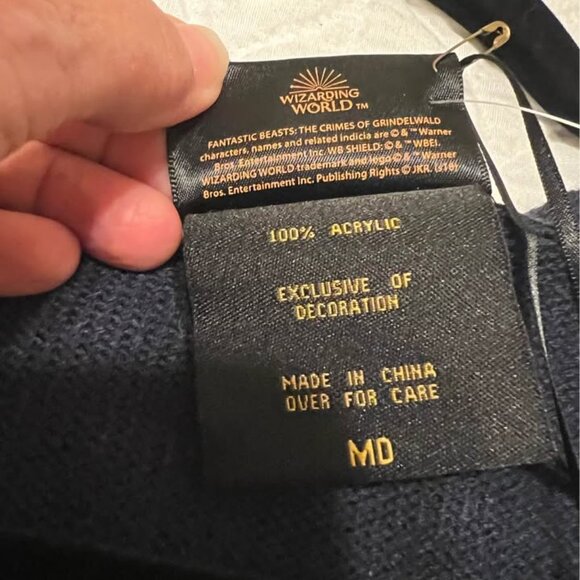 WIZARDING
WORLD™
FANTASTIC BEASTS: THE CRIMES OF GRINDELWALD
characters, names and related indicia are © & ™ Warner
Bros. Entertainment Inc. WB SHIELD: © & ™ WBEI.
WIZARDING WORLD trademark and logo © & ™ Warner
Bros. Entertainment Inc. Publishing Rights © JKR. (s18)
100% ACRYLIC
EXCLUSIVE OF
DECORATION
MADE IN CHINA
OVER FOR CARE
MD